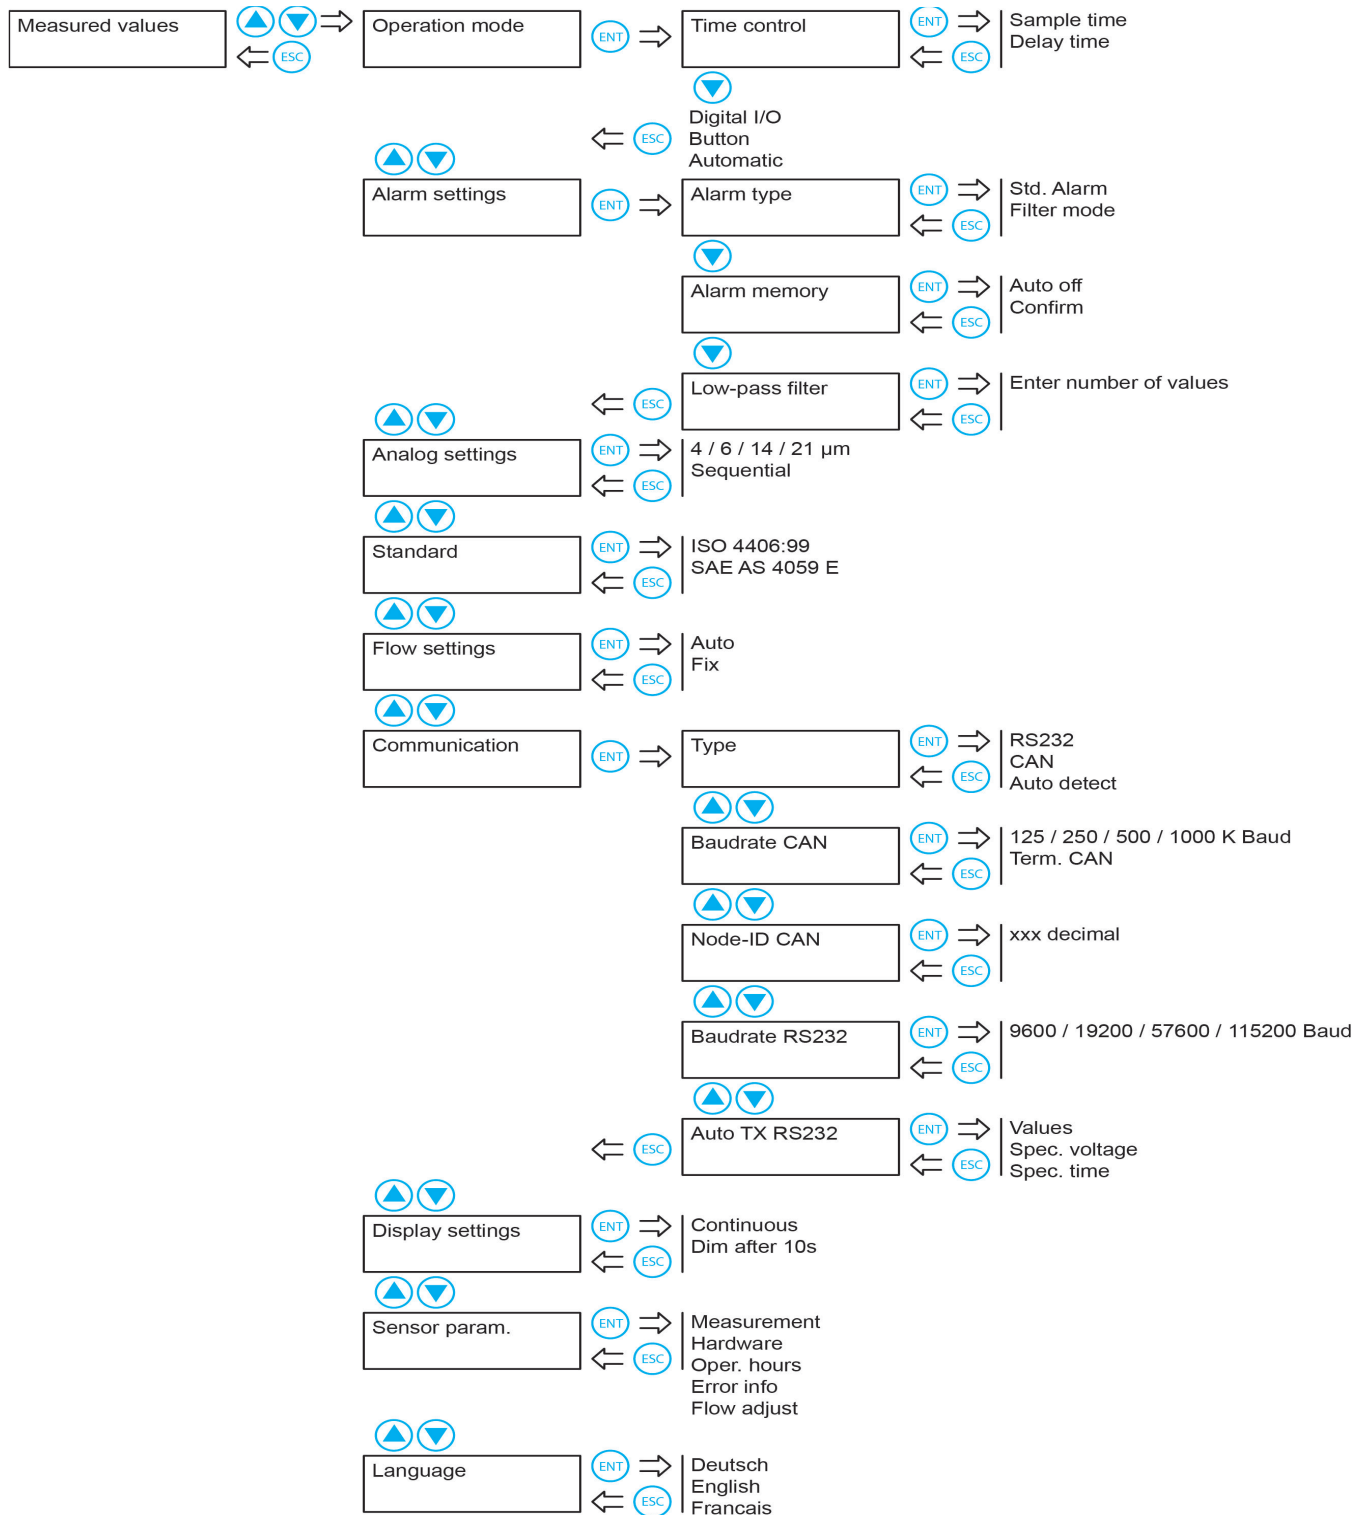 Measured values
ESC
Operation mode
ENT
Time control
ENT
ESC
Sample time
Delay time
Digital I/O
Button
Automatic
ESC
Alarm settings
ENT
Alarm type
ENT
ESC
Std. Alarm
Filter mode
Alarm memory
ENT
ESC
Auto off
Confirm
Low-pass filter
ENT
ESC
Enter number of values
ESC
Analog settings
ENT
ESC
4 / 6 / 14 / 21 µm
Sequential
Standard
ENT
ESC
ISO 4406:99
SAE AS 4059 E
Flow settings
ENT
ESC
Auto
Fix
Communication
ENT
Type
ENT
ESC
RS232
CAN
Auto detect
Baudrate CAN
ENT
ESC
125 / 250 / 500 / 1000 K Baud
Term. CAN
Node-ID CAN
ENT
ESC
xxx decimal
Baudrate RS232
ENT
ESC
9600 / 19200 / 57600 / 115200 Baud
Auto TX RS232
ENT
ESC
Values
Spec. voltage
Spec. time
ESC
Display settings
ENT
ESC
Continuous
Dim after 10s
Sensor param.
ENT
ESC
Measurement
Hardware
Oper. hours
Error info
Flow adjust
Language
ENT
ESC
Deutsch
English
Francais